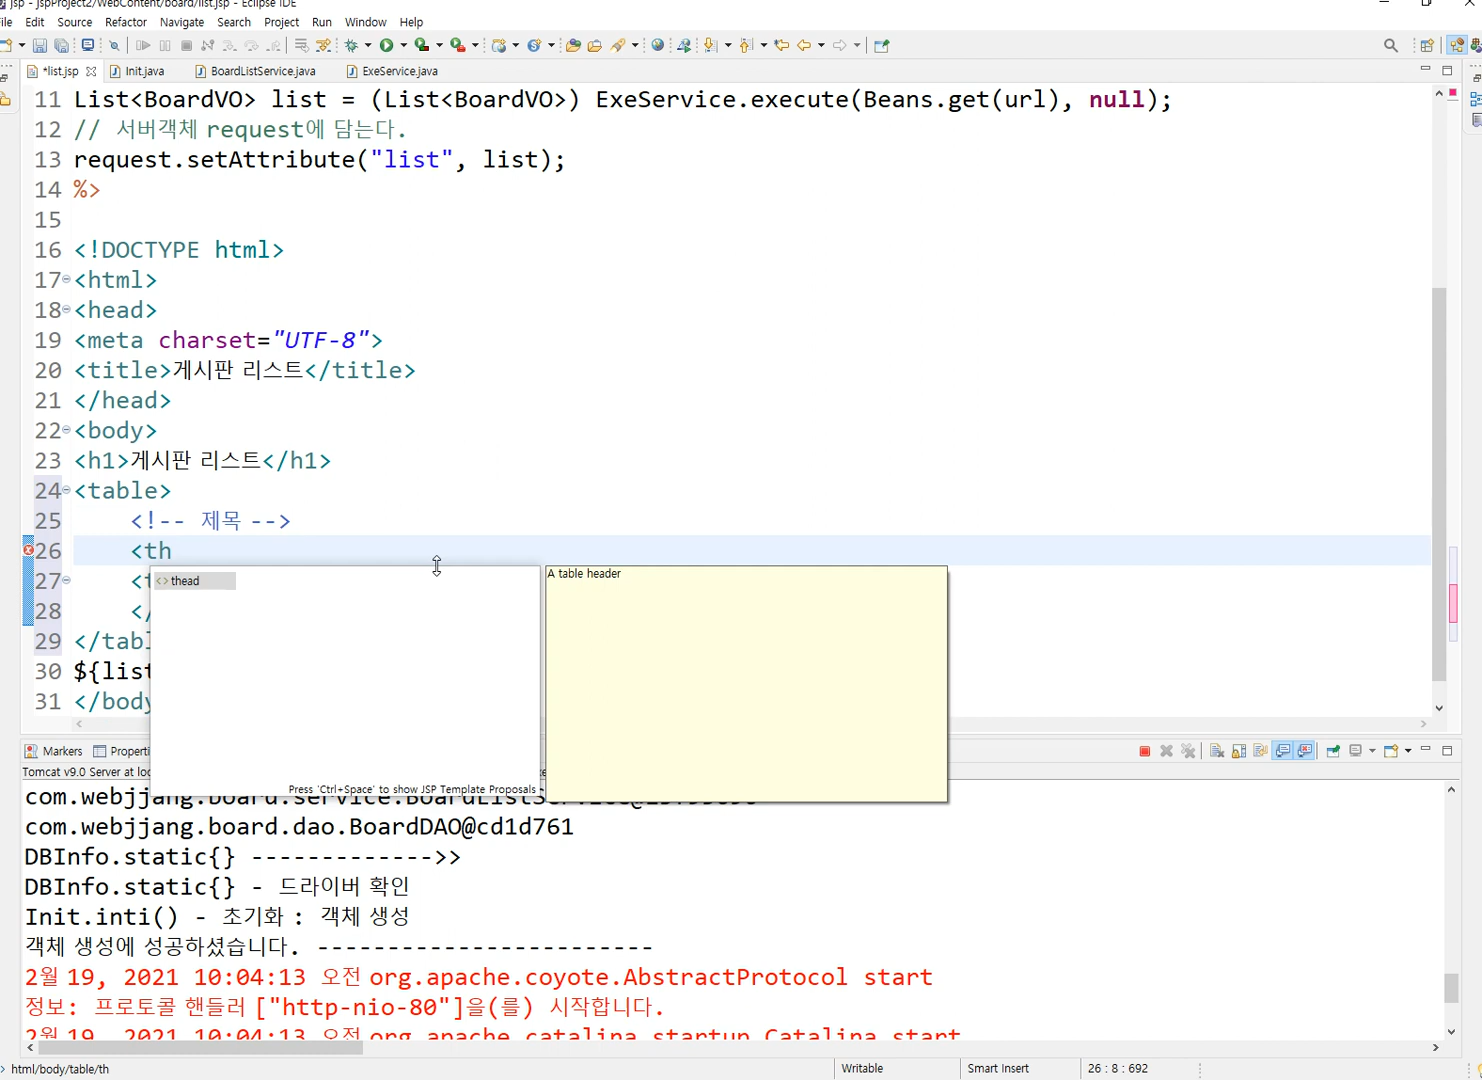 jsp - jspProject2/WebContent/board/list.jsp - Eclipse IDE
File Edit Source Refactor Navigate Search Project Run Window Help
*list.jsp Init.java BoardListService.java ExeService.java
11 List<BoardVO> list = (List<BoardVO>) ExeService.execute(Beans.get(url), null);
12 // 서버객체 request에 담는다.
13 request.setAttribute("list", list);
14 %>
15
16 <!DOCTYPE html>
17 <html>
18 <head>
19 <meta charset="UTF-8">
20 <title>게시판 리스트</title>
21 </head>
22 <body>
23 <h1>게시판 리스트</h1>
24 <table>
25 <!-- 제목 -->
26 <th
27 <t
28 </
29 </tabl
30 ${list
31 </body
<> thead
Press 'Ctrl+Space' to show JSP Template Proposals
A table header
Markers Properti
Tomcat v9.0 Server at loc
com.webjjang.board.service.BoardListService
com.webjjang.board.dao.BoardDAO@cd1d761
DBInfo.static{} ------------->>
DBInfo.static{} - 드라이버 확인
Init.inti() - 초기화 : 객체 생성
객체 생성에 성공하셨습니다. ------------------------
2월 19, 2021 10:04:13 오전 org.apache.coyote.AbstractProtocol start
정보: 프로토콜 핸들러 ["http-nio-80"]을(를) 시작합니다.
2월 19, 2021 10:04:13 오전 org.apache.catalina.startup.Catalina start
html/body/table/th Writable Smart Insert 26 : 8 : 692